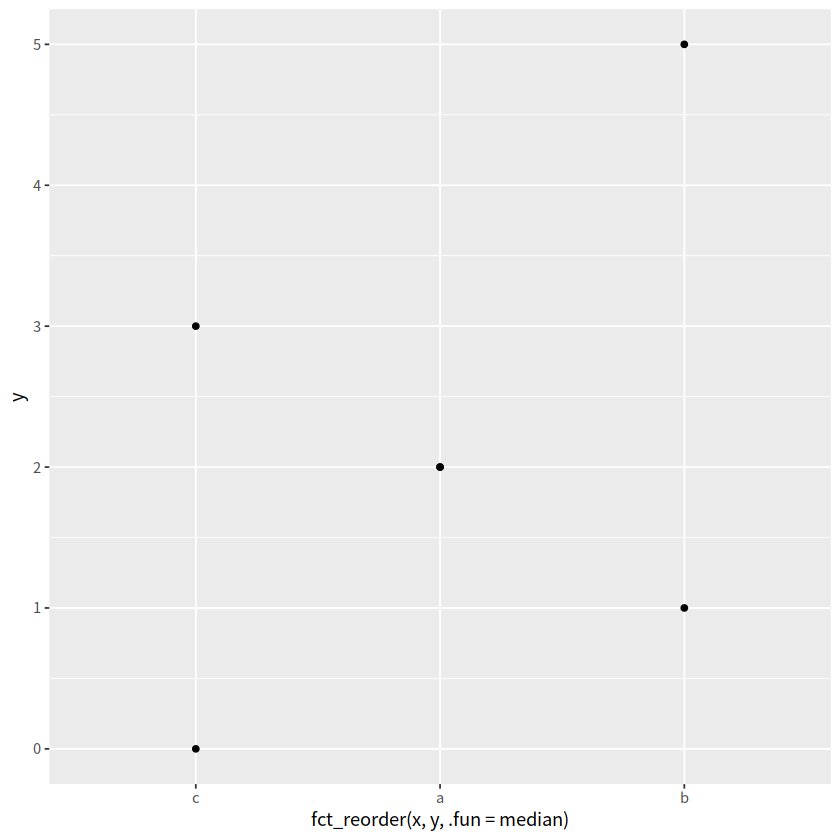 5
4
3
y
2
1
0
c a b
fct_reorder(x, y, .fun = median)